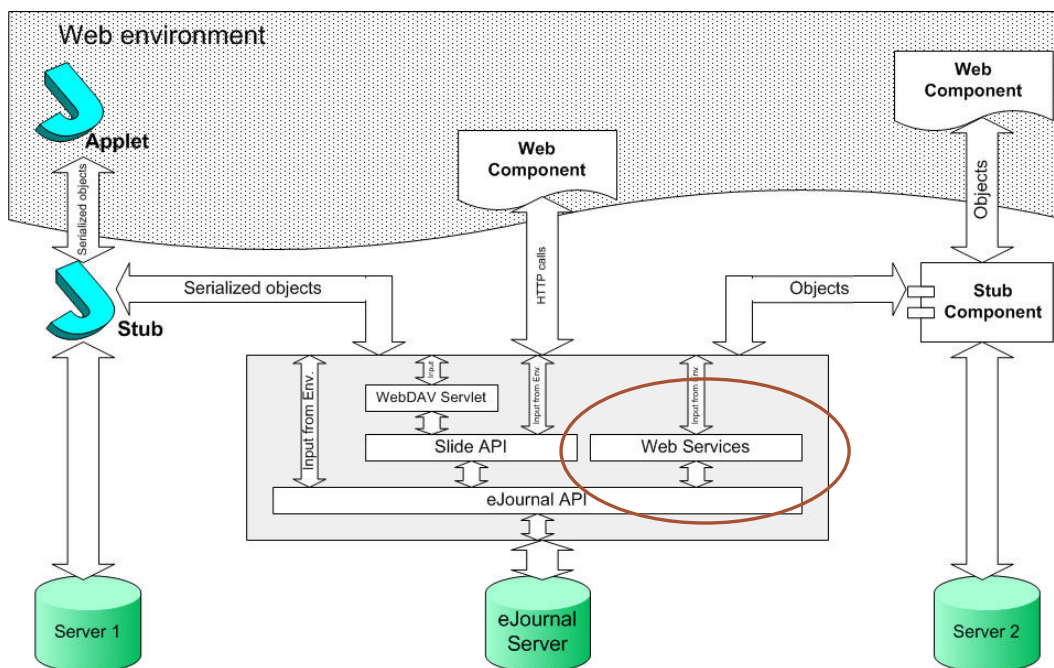 Web environment
Applet
Web
Component
Web
Component
Serialized objects
Objects
HTTP calls
Serialized objects
Objects
Stub
Stub
Component
Input from Env.
Input
Input from Env.
Input from Env.
WebDAV Servlet
Slide API
Web Services
eJournal API
Server 1
eJournal
Server
Server 2